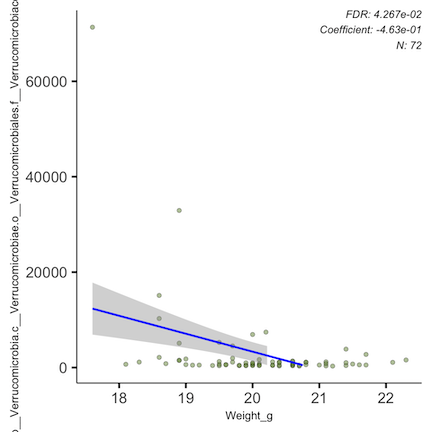 FDR: 4.267e-02
Coefficient: -4.63e-01
N: 72
60000
40000
20000
0
18
19
20
21
22
Weight_g
__Verrucomicrobia.c__Verrucomicrobiae.o__Verrucomicrobiales.f__Verrucomicrobiac